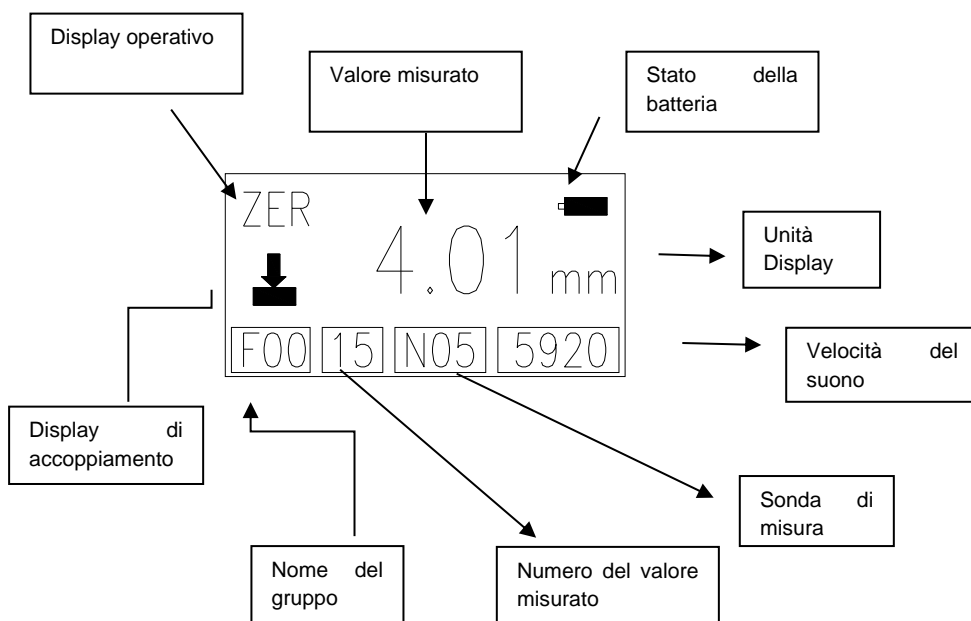 Display operativo
Valore misurato
Stato della
batteria
ZER
4.01 mm
Unità
Display
F00 15 N05 5920
Velocità del
suono
Display di
accoppiamento
Sonda di
misura
Nome del
gruppo
Numero del valore
misurato